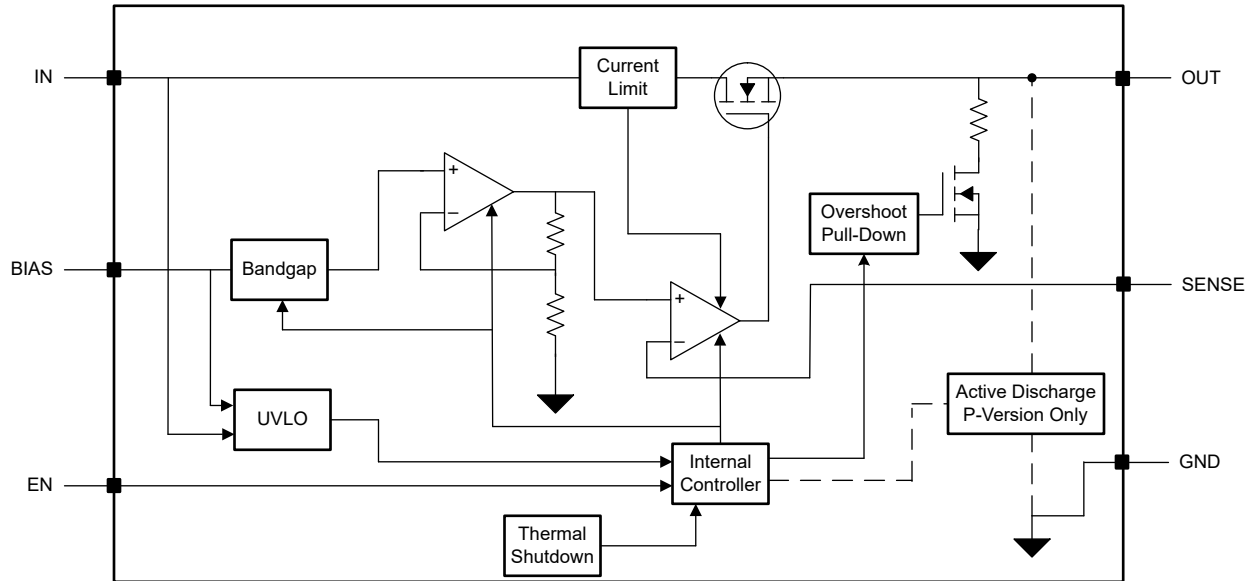 IN
Current
Limit
OUT
+
−
Overshoot
Pull-Down
BIAS
Bandgap
SENSE
+
−
Active Discharge
P-Version Only
UVLO
Internal
Controller
GND
EN
Thermal
Shutdown